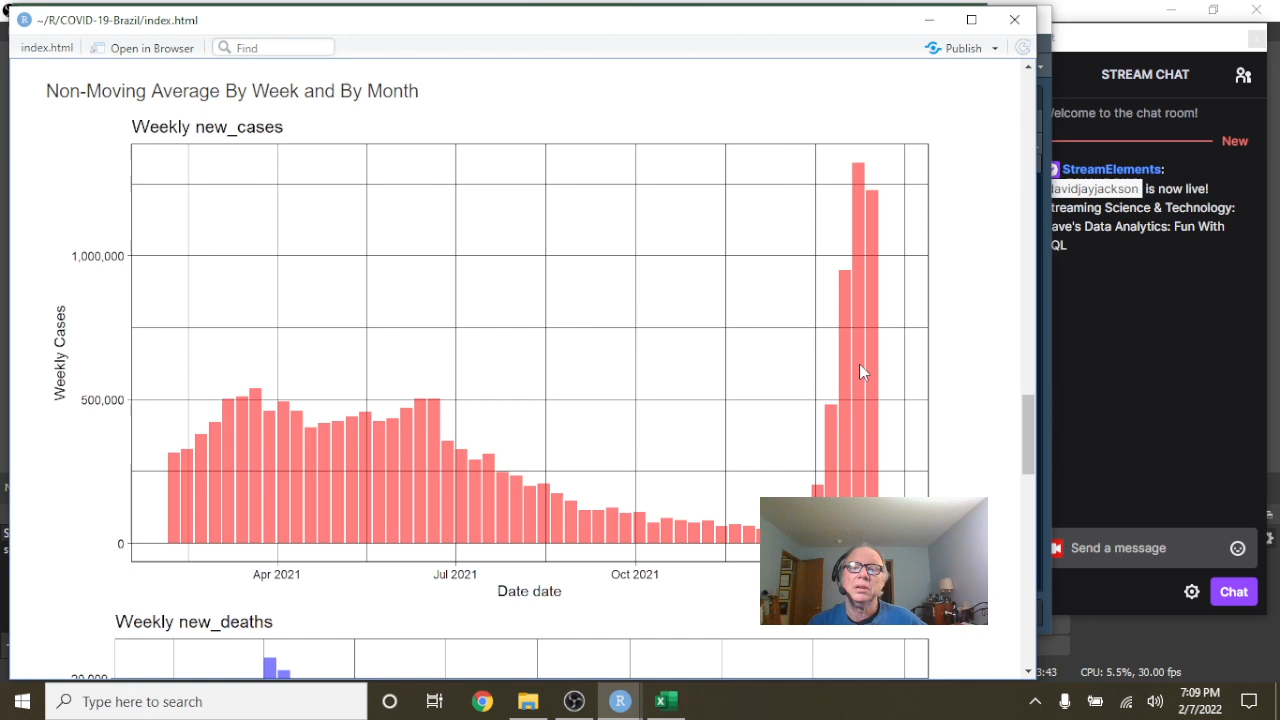 ~/R/COVID-19-Brazil/index.html
index.html
Open in Browser
Find
Publish
Non-Moving Average By Week and By Month
Weekly new_cases
Weekly Cases
1,000,000
500,000
0
Apr 2021
Jul 2021
Oct 2021
Date date
Weekly new_deaths
20,000
STREAM CHAT
elcome to the chat room!
New
StreamElements:
davidjayjackson is now live!
treaming Science & Technology:
ave's Data Analytics: Fun With
QL
Send a message
Chat
:43
CPU: 5.5%, 30.00 fps
Type here to search
7:09 PM
2/7/2022